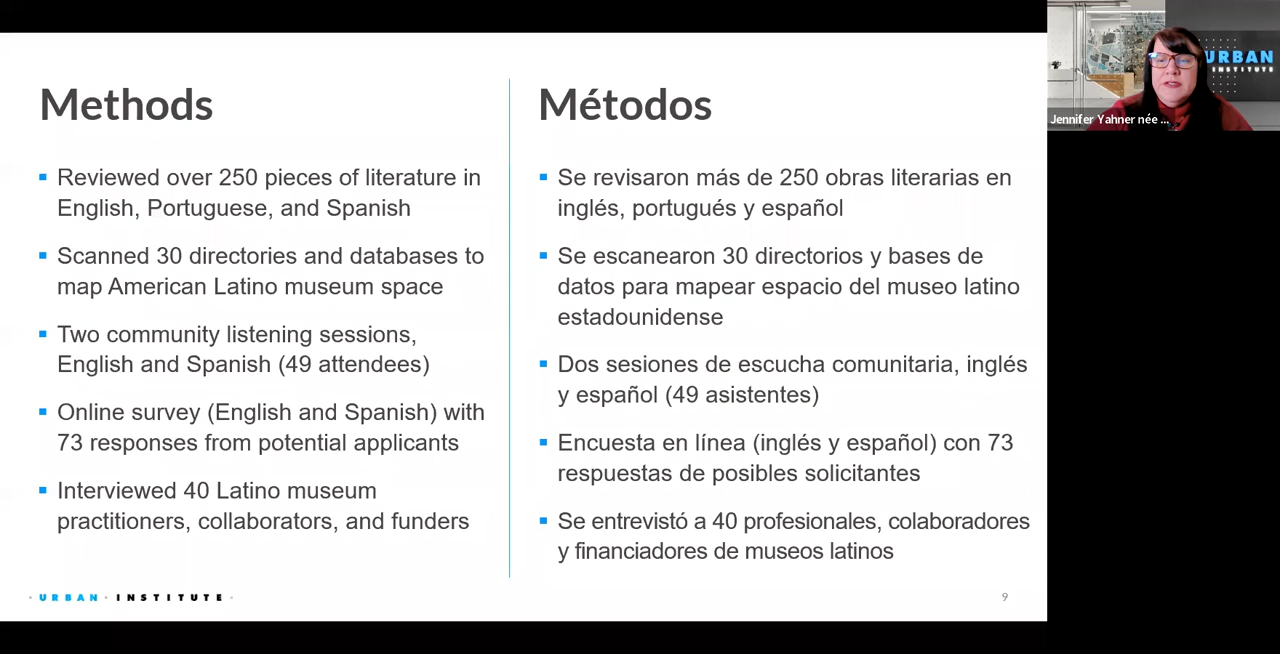 Methods
Reviewed over 250 pieces of literature in
English, Portuguese, and Spanish
Scanned 30 directories and databases to
map American Latino museum space
Two community listening sessions,
English and Spanish (49 attendees)
Online survey (English and Spanish) with
73 responses from potential applicants
Interviewed 40 Latino museum
practitioners, collaborators, and funders
Métodos
Se revisaron más de 250 obras literarias en
inglés, portugués y español
Se escanearon 30 directorios y bases de
datos para mapear espacio del museo latino
estadounidense
Dos sesiones de escucha comunitaria, inglés
y español (49 asistentes)
Encuesta en línea (inglés y español) con 73
respuestas de posibles solicitantes
Se entrevistó a 40 profesionales, colaboradores
y financiadores de museos latinos
· URBAN · INSTITUTE ·
9
URBAN
INSTITUTE
Jennifer Yahner née ...